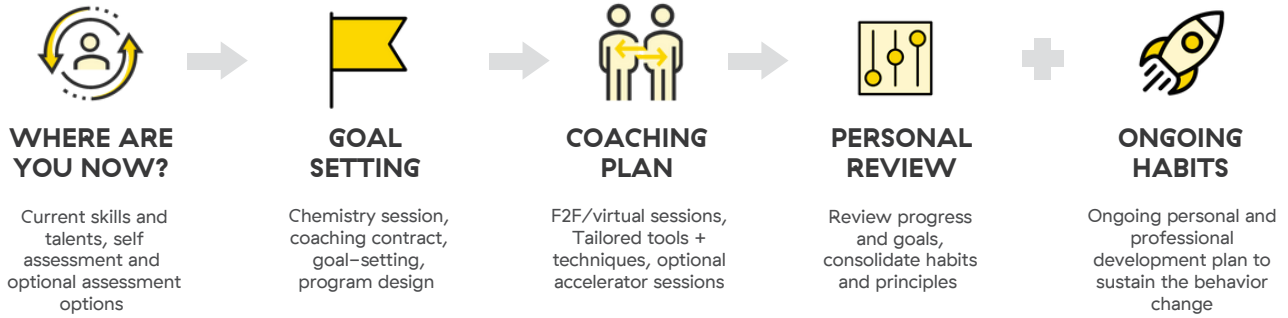 WHERE ARE
YOU NOW?
Current skills and
talents, self
assessment and
optional assessment
options
GOAL
SETTING
Chemistry session,
coaching contract,
goal-setting,
program design
COACHING
PLAN
F2F/virtual sessions,
Tailored tools +
techniques, optional
accelerator sessions
PERSONAL
REVIEW
Review progress
and goals,
consolidate habits
and principles
ONGOING
HABITS
Ongoing personal and
professional
development plan to
sustain the behavior
change